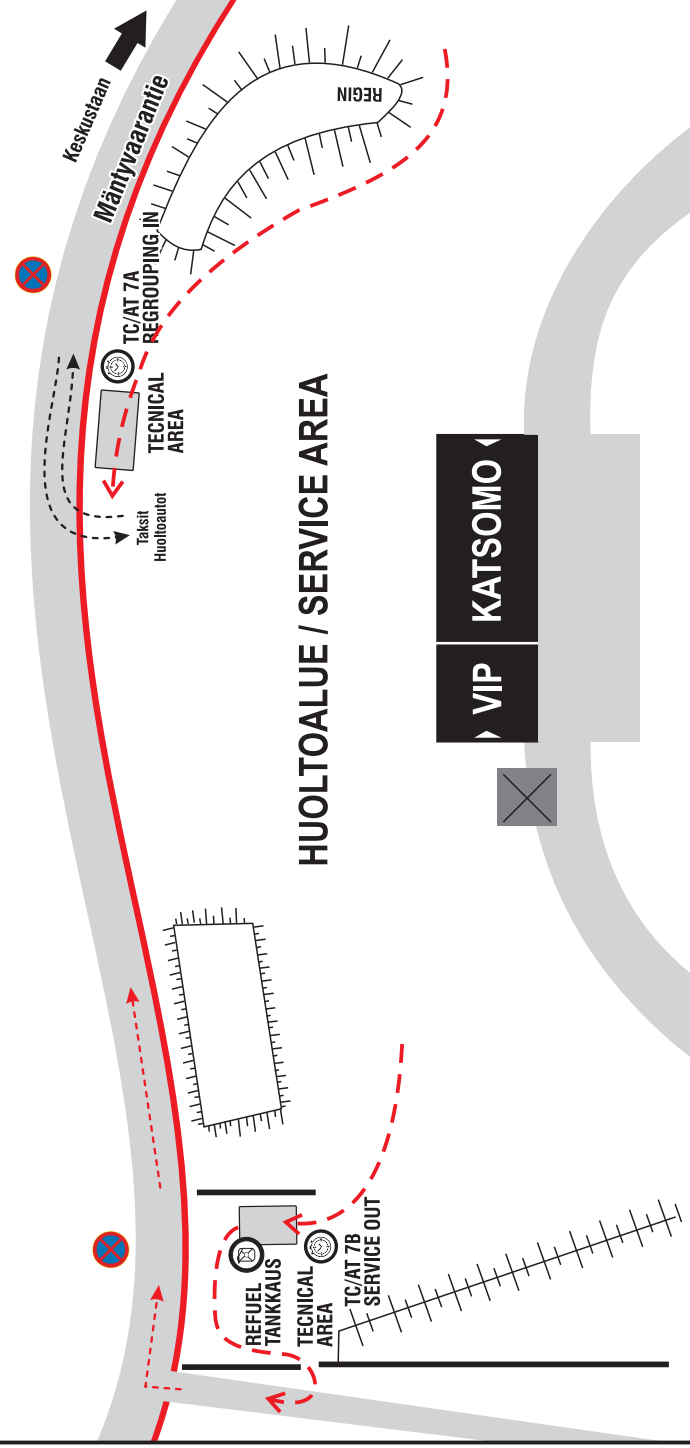 Keskustaan
Mäntyvaarantie
REGIN
TC/AT 7A
REGROUPING IN
TECNICAL
AREA
Taksit
Huoltoautot
HUOLTOALUE / SERVICE AREA
VIP
KATSOMO
REFUEL
TANKKAUS
TECNICAL
AREA
TC/AT 7B
SERVICE OUT